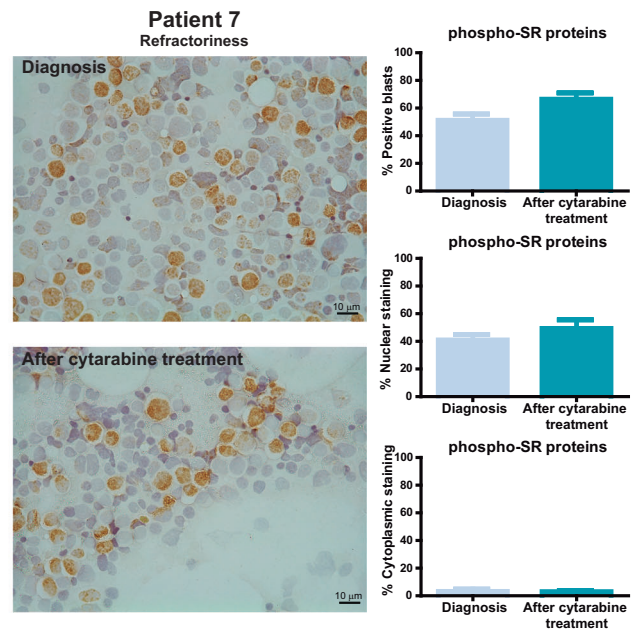 Patient 7
Refractoriness
Diagnosis
10 µm
After cytarabine treatment
10 µm
phospho-SR proteins
% Positive blasts
100
80
60
40
20
0
Diagnosis
After cytarabine
treatment
phospho-SR proteins
% Nuclear staining
100
80
60
40
20
0
Diagnosis
After cytarabine
treatment
phospho-SR proteins
% Cytoplasmic staining
100
80
60
40
20
0
Diagnosis
After cytarabine
treatment